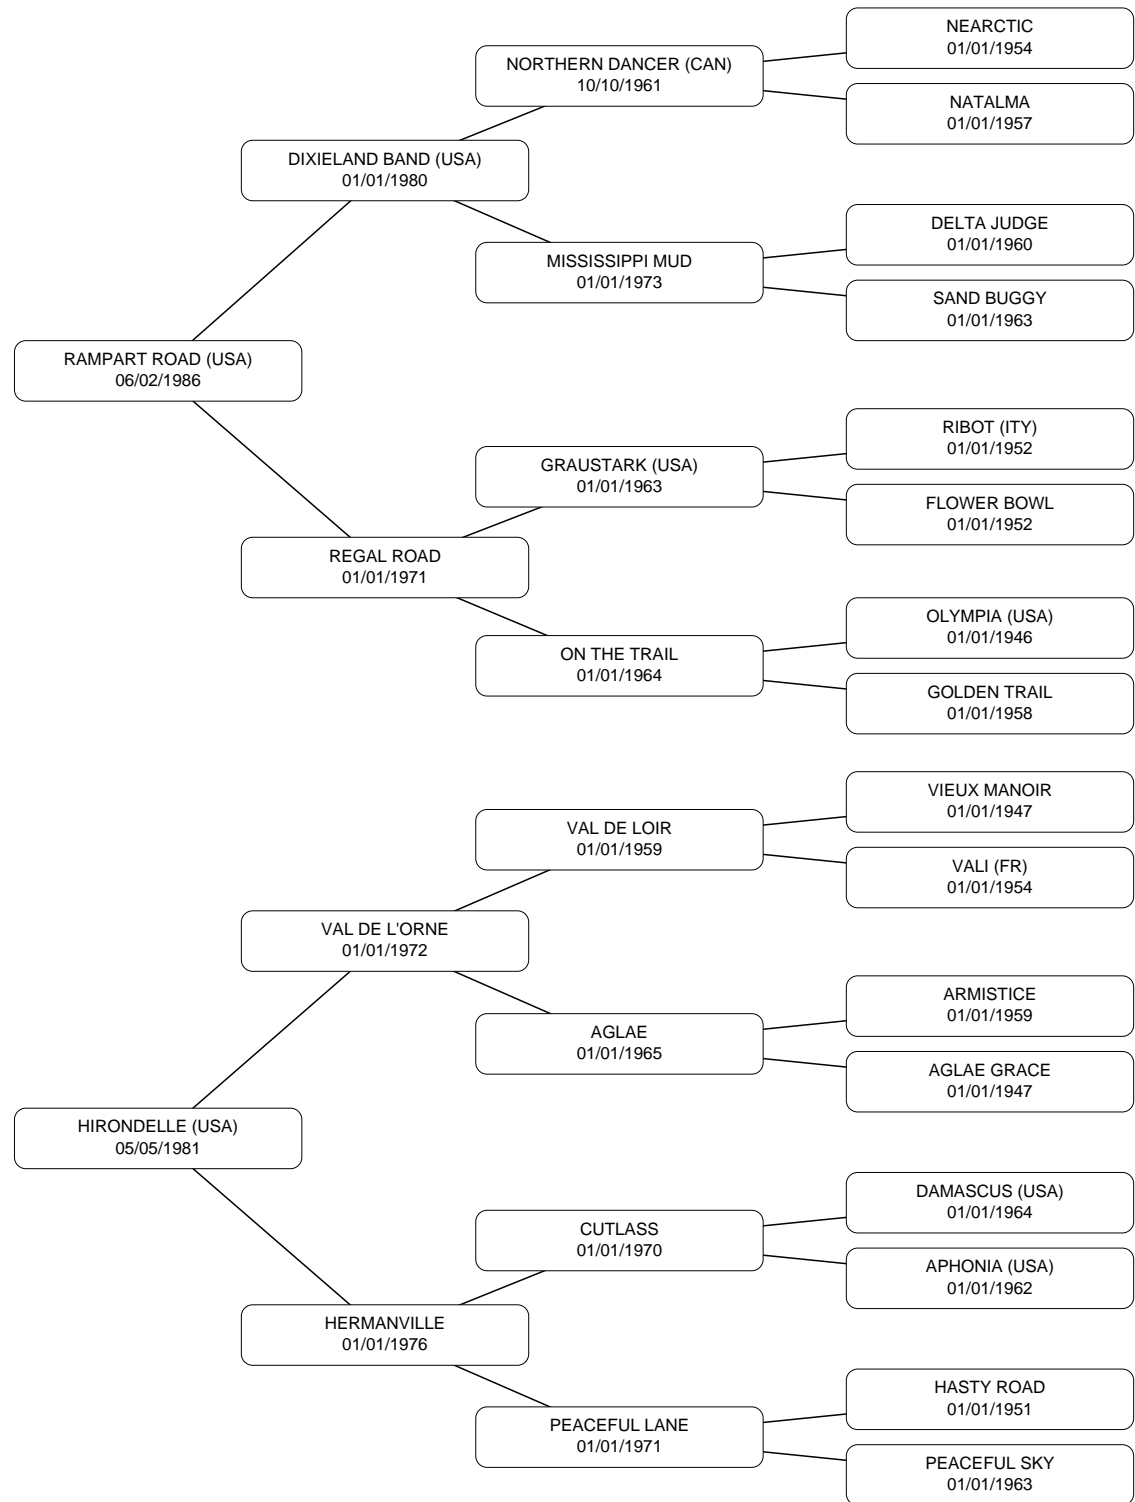 NEARCTIC
01/01/1954
NORTHERN DANCER (CAN)
10/10/1961
NATALMA
01/01/1957
DIXIELAND BAND (USA)
01/01/1980
DELTA JUDGE
01/01/1960
MISSISSIPPI MUD
01/01/1973
SAND BUGGY
01/01/1963
RAMPART ROAD (USA)
06/02/1986
RIBOT (ITY)
01/01/1952
GRAUSTARK (USA)
01/01/1963
FLOWER BOWL
01/01/1952
REGAL ROAD
01/01/1971
OLYMPIA (USA)
01/01/1946
ON THE TRAIL
01/01/1964
GOLDEN TRAIL
01/01/1958
VIEUX MANOIR
01/01/1947
VAL DE LOIR
01/01/1959
VALI (FR)
01/01/1954
VAL DE L'ORNE
01/01/1972
ARMISTICE
01/01/1959
AGLAE
01/01/1965
AGLAE GRACE
01/01/1947
HIRONDELLE (USA)
05/05/1981
DAMASCUS (USA)
01/01/1964
CUTLASS
01/01/1970
APHONIA (USA)
01/01/1962
HERMANVILLE
01/01/1976
HASTY ROAD
01/01/1951
PEACEFUL LANE
01/01/1971
PEACEFUL SKY
01/01/1963